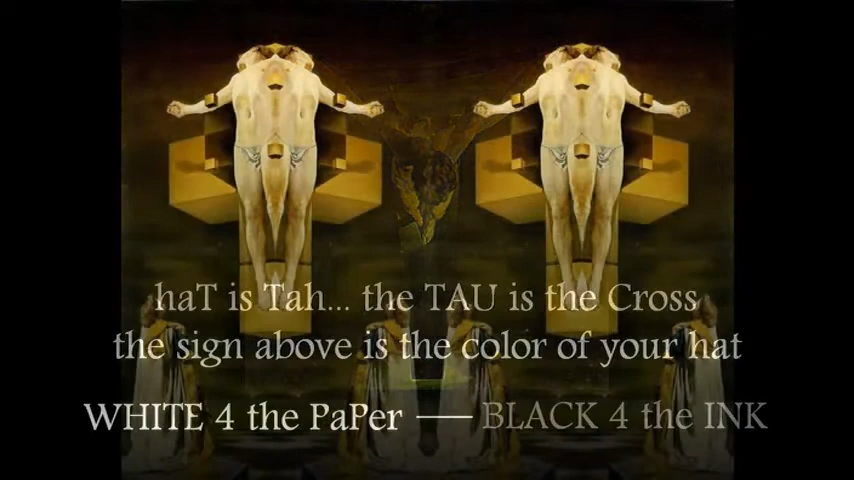 haT is Tah... the TAU is the Cross
the sign above is the color of your hat
WHITE 4 the PaPer — BLACK 4 the INK